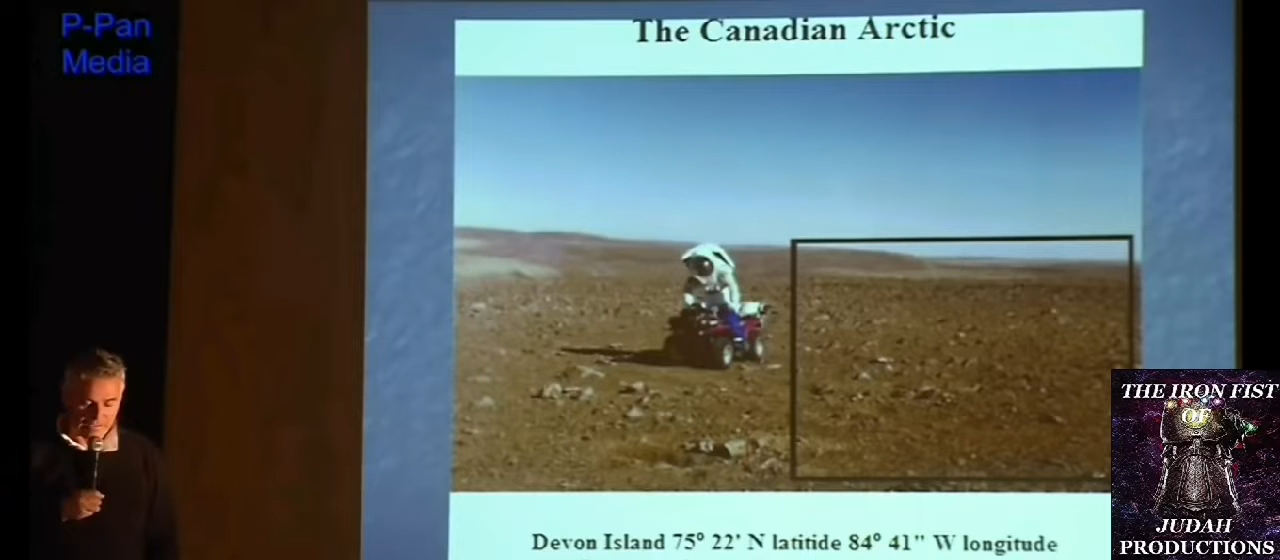 P-Pan
Media
The Canadian Arctic
Devon Island 75° 22' N latitide 84° 41" W longitude
THE IRON FIST
OF
JUDAH
PRODUCTIONS